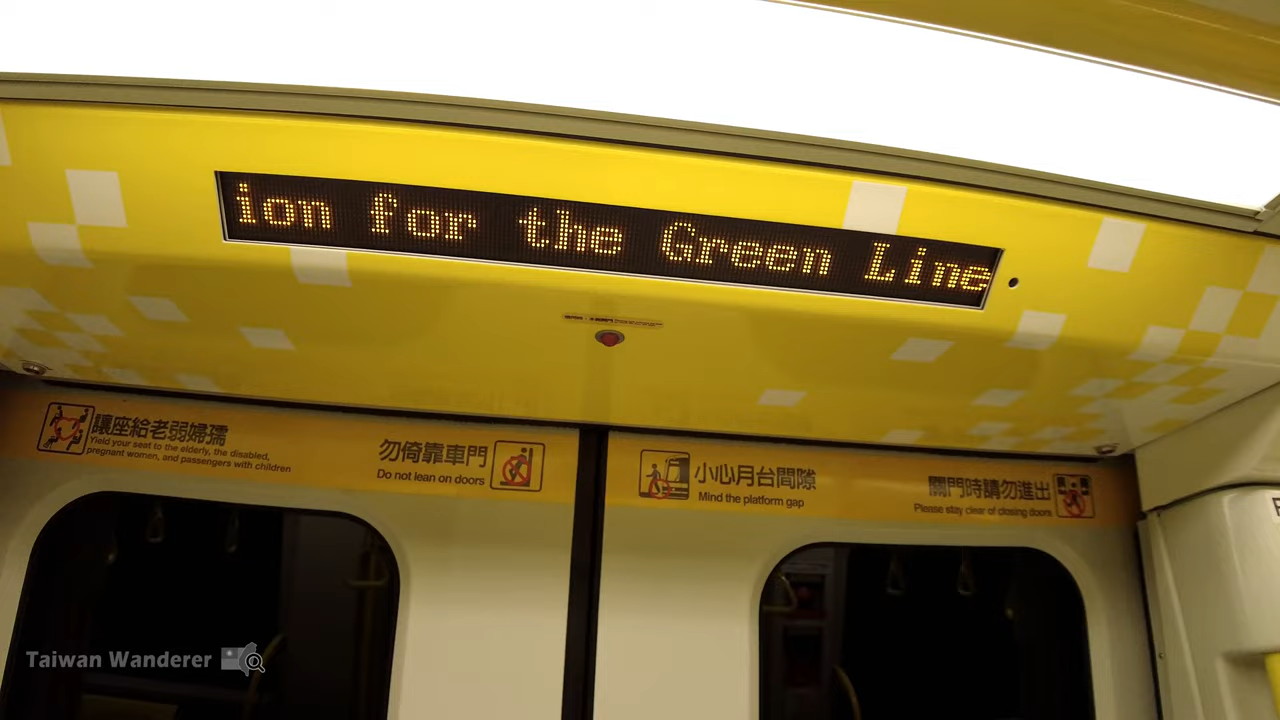 ion for the Green Line
讓座給老弱婦孺
Yield your seat to the elderly, the disabled,
pregnant women, and passengers with children
勿倚靠車門
Do not lean on doors
小心月台間隙
Mind the platform gap
關門時請勿進出
Please stay clear of closing doors
Taiwan Wanderer